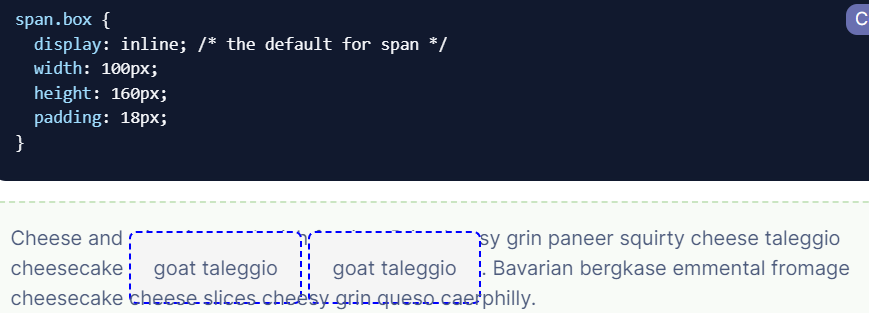 span.box {
display: inline; /* the default for span */
width: 100px;
height: 160px;
padding: 18px;
}
C
Cheese and sy grin paneer squirty cheese taleggio
cheesecake goat taleggio goat taleggio . Bavarian bergkase emmental fromage
cheesecake cheese slices cheesy grin queso caerphilly.